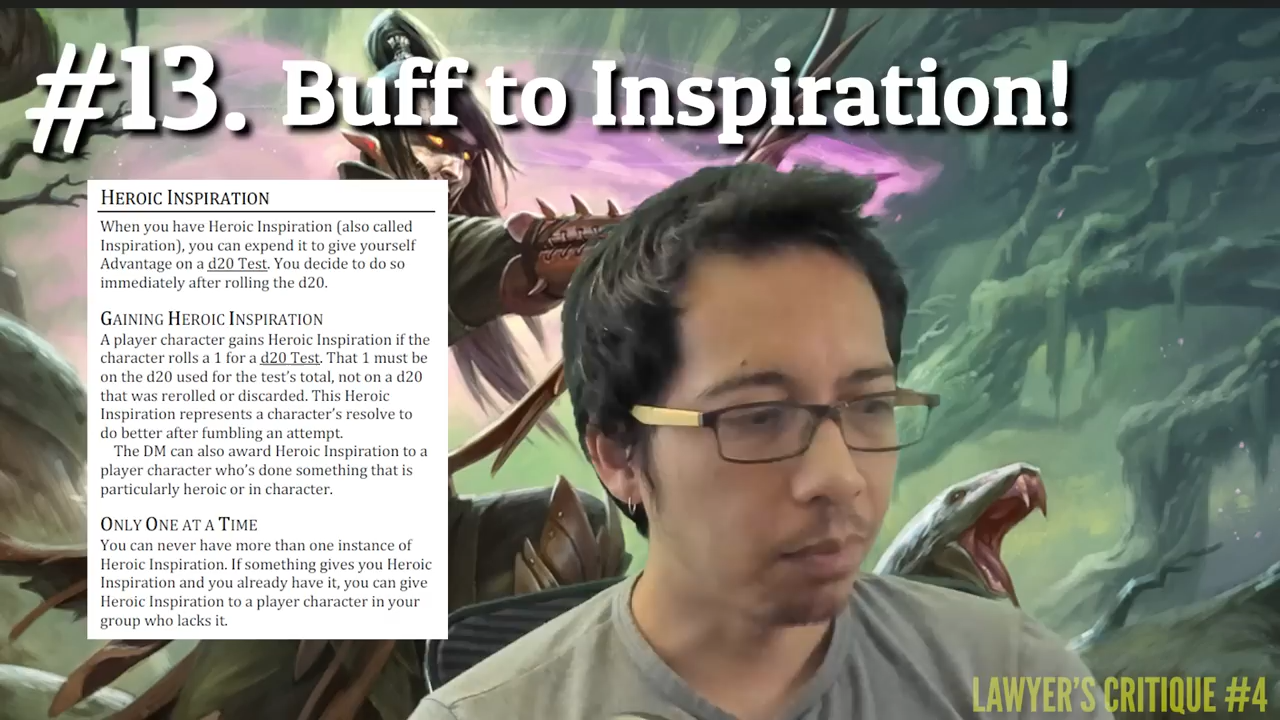 #13. Buff to Inspiration!
HEROIC INSPIRATION
When you have Heroic Inspiration (also called
Inspiration), you can expend it to give yourself
Advantage on a d20 Test. You decide to do so
immediately after rolling the d20.
GAINING HEROIC INSPIRATION
A player character gains Heroic Inspiration if the
character rolls a 1 for a d20 Test. That 1 must be
on the d20 used for the test's total, not on a d20
that was rerolled or discarded. This Heroic
Inspiration represents a character's resolve to
do better after fumbling an attempt.
The DM can also award Heroic Inspiration to a
player character who's done something that is
particularly heroic or in character.
ONLY ONE AT A TIME
You can never have more than one instance of
Heroic Inspiration. If something gives you Heroic
Inspiration and you already have it, you can give
Heroic Inspiration to a player character in your
group who lacks it.
LAWYER'S CRITIQUE #4